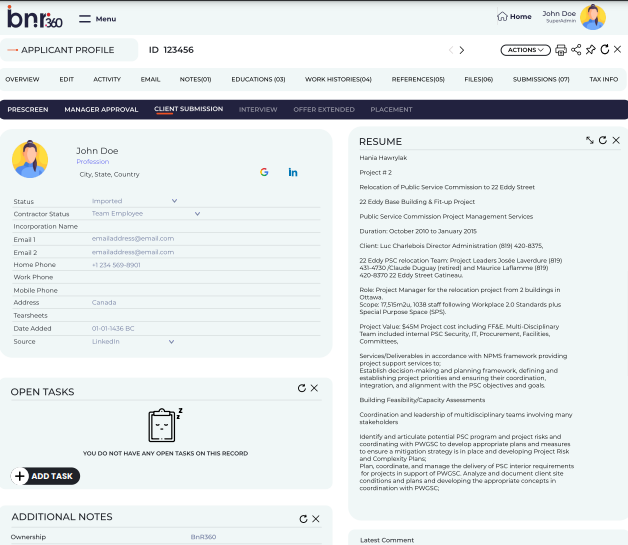 bnr360
Menu
Home
John Doe
SuperAdmin
APPLICANT PROFILE
ID 123456
ACTIONS
OVERVIEW EDIT ACTIVITY EMAIL NOTES(01) EDUCATIONS (03) WORK HISTORIES(04) REFERENCES(05) FILES(06) SUBMISSIONS (07) TAX INFO
PRESCREEN MANAGER APPROVAL CLIENT SUBMISSION INTERVIEW OFFER EXTENDED PLACEMENT
John Doe
Profession
City, State, Country
G
in
Status Imported
Contractor Status Team Employee
Incorporation Name
Email 1 emailaddress@email.com
Email 2 emailaddress@email.com
Home Phone +1 234 569-8901
Work Phone
Mobile Phone
Address Canada
Tearsheets
Date Added 01-01-1436 BC
Source Linkedin
OPEN TASKS
z
z
YOU DO NOT HAVE ANY OPEN TASKS ON THIS RECORD
+ ADD TASK
ADDITIONAL NOTES
Ownership BnR360
RESUME
Hania Hawrylak
Project # 2
Relocation of Public Service Commission to 22 Eddy Street
22 Eddy Base Building & Fit-up Project
Public Service Commission Project Management Services
Duration: October 2010 to January 2015
Client: Luc Charlebois Director Administration (819) 420-8375,
22 Eddy PSC relocation Team: Project Leaders Josée Laverdure (819)
431-4730 /Claude Duguay (retired) and Maurice Laflamme (819)
420-8370 22 Eddy Street Gatineau.
Role: Project Manager for the relocation project from 2 buildings in
Ottawa.
Scope: 17,515m2u, 1038 staff following Workplace 2.0 Standards plus
Special Purpose Space (SPS).
Project Value: $45M Project cost including FF&E. Multi-Disciplinary
Team included internal PSC Security, IT, Procurement, Facilities,
Committees,
Services/Deliverables in accordance with NPMS framework providing
project support services to;
Establish decision-making and planning framework, defining and
establishing project priorities and ensuring their coordination,
integration, and alignment with the PSC objectives and goals.
Building Feasibility/Capacity Assessments
Coordination and leadership of multidisciplinary teams involving many
stakeholders
Identify and articulate potential PSC program and project risks and
coordinating with PWGSC to develop appropriate plans and measures
to ensure a mitigation strategy is in place and developing Project Risk
and Complexity Plans;
Plan, coordinate, and manage the delivery of PSC interior requirements
for projects in support of PWGSC. Analyze and document client site
conditions and plans and developing the appropriate concepts in
coordination with PWGSC;
Latest Comment